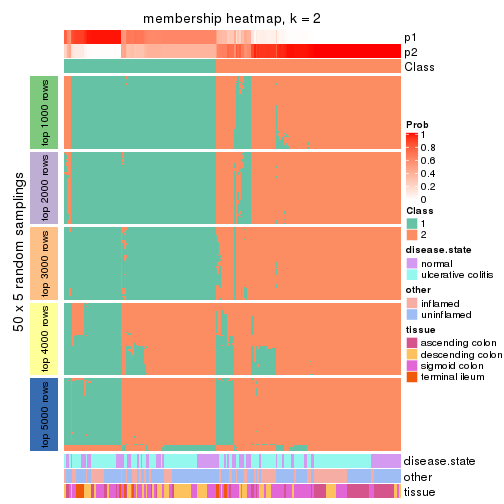 membership heatmap, k = 2
p1
p2
Class
50 x 5 random samplings
top 1000 rows
top 2000 rows
top 3000 rows
top 4000 rows
top 5000 rows
disease.state
other
tissue
Prob
1
0.8
0.6
0.4
0.2
0
Class
1
2
disease.state
normal
ulcerative colitis
other
inflamed
uninflamed
tissue
ascending colon
descending colon
sigmoid colon
terminal ileum